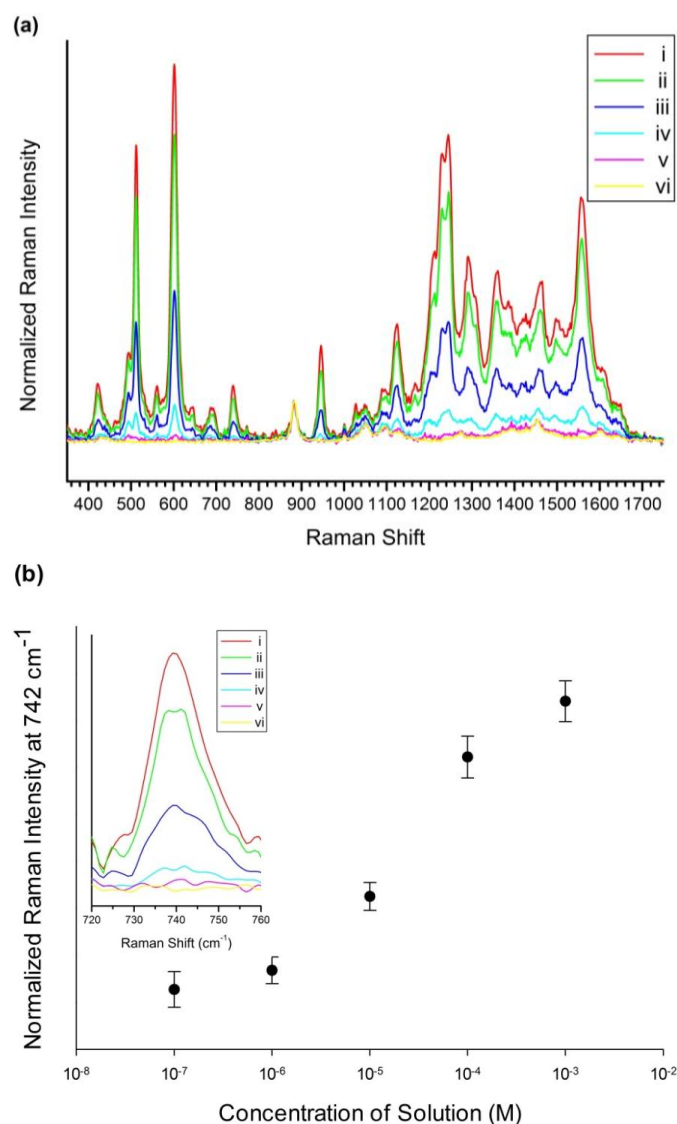 (a)
Normalized Raman Intensity
i
ii
iii
iv
v
vi
400 500 600 700 800 900 1000 1100 1200 1300 1400 1500 1600 1700
Raman Shift
(b)
Normalized Raman Intensity at 742 cm⁻¹
i
ii
iii
iv
v
vi
720 730 740 750 760
Raman Shift (cm⁻¹)
10⁻⁸ 10⁻⁷ 10⁻⁶ 10⁻⁵ 10⁻⁴ 10⁻³ 10⁻²
Concentration of Solution (M)